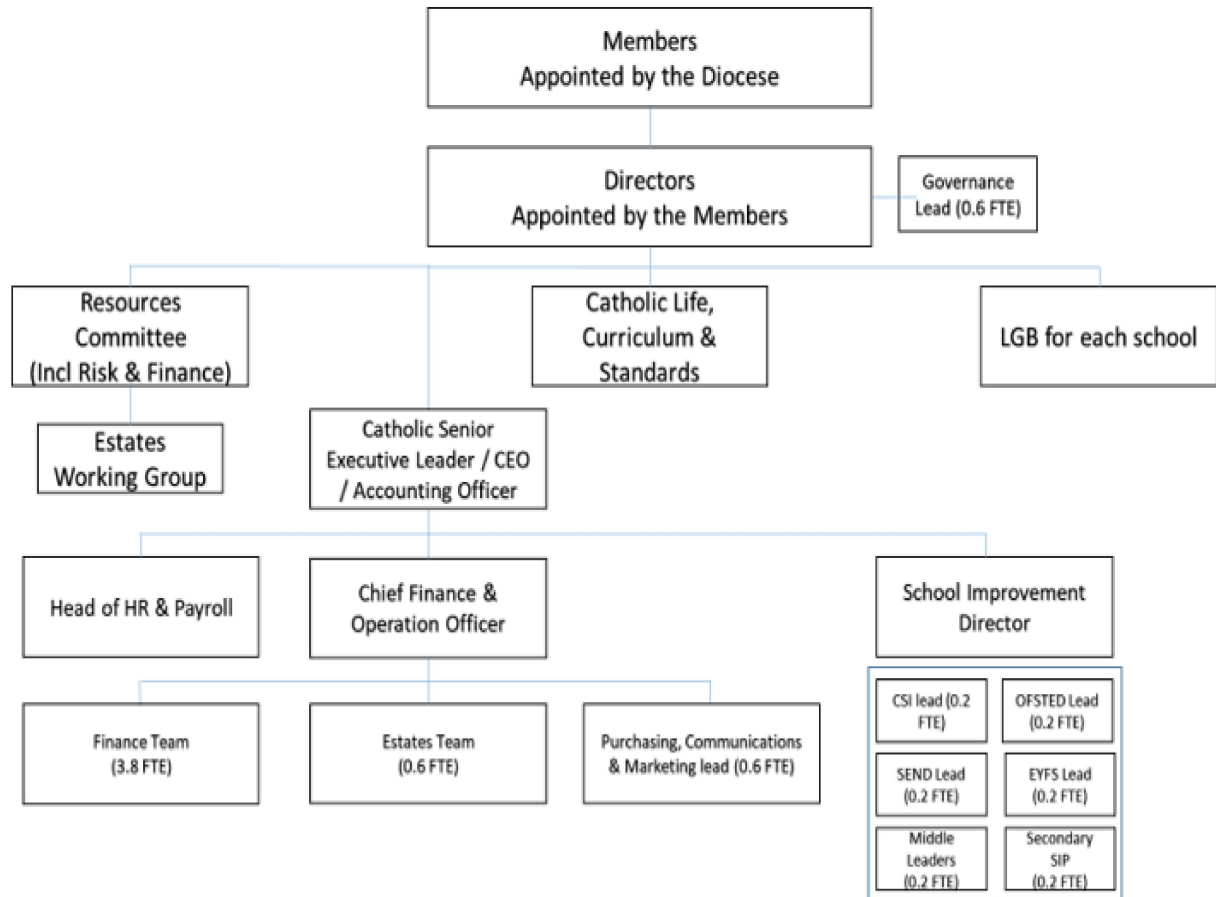 Members
Appointed by the Diocese
Directors
Appointed by the Members
Governance
Lead (0.6 FTE)
Resources
Committee
(Incl Risk & Finance)
Catholic Life,
Curriculum &
Standards
LGB for each school
Estates
Working Group
Catholic Senior
Executive Leader / CEO
/ Accounting Officer
Head of HR & Payroll
Chief Finance &
Operation Officer
School Improvement
Director
Finance Team
(3.8 FTE)
Estates Team
(0.6 FTE)
Purchasing, Communications
& Marketing lead (0.6 FTE)
CSI lead (0.2
FTE)
OFSTED Lead
(0.2 FTE)
SEND Lead
(0.2 FTE)
EYFS Lead
(0.2 FTE)
Middle
Leaders
(0.2 FTE)
Secondary
SIP
(0.2 FTE)